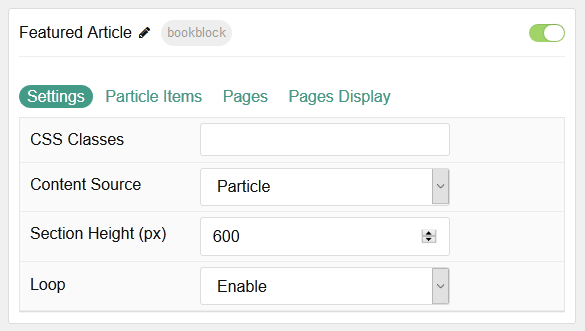 Featured Article bookblock
Settings Particle Items Pages Pages Display
CSS Classes
Content Source Particle
Section Height (px) 600
Loop Enable